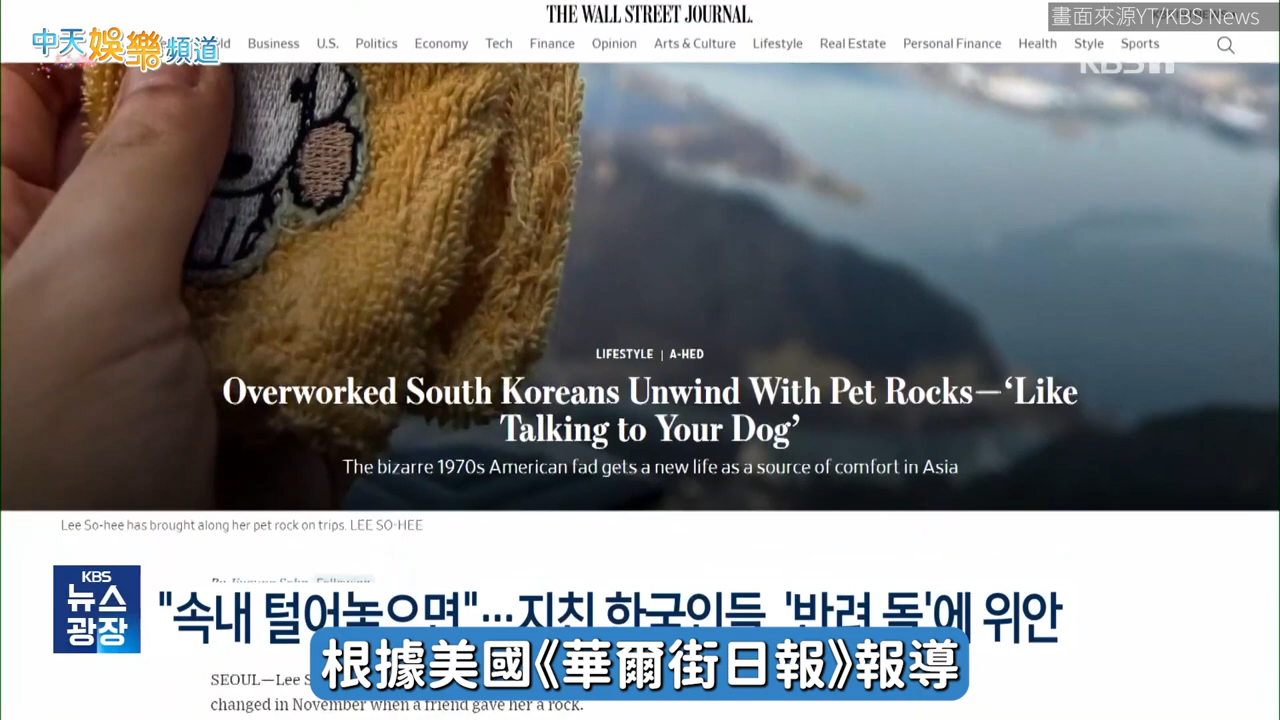 THE WALL STREET JOURNAL.
畫面來源YT/KBS News
中天娛樂頻道
Business U.S. Politics Economy Tech Finance Opinion Arts & Culture Lifestyle Real Estate Personal Finance Health Style Sports
LIFESTYLE | A-HED
Overworked South Koreans Unwind With Pet Rocks—‘Like
Talking to Your Dog’
The bizarre 1970s American fad gets a new life as a source of comfort in Asia
Lee So-hee has brought along her pet rock on trips. LEE SO-HEE
KBS
뉴스
광장
"속내 털어놓으면"…지친 한국인들 '반려 돌'에 위안
根據美國《華爾街日報》報導
SEOUL—Lee
changed in November when a friend gave her a rock.